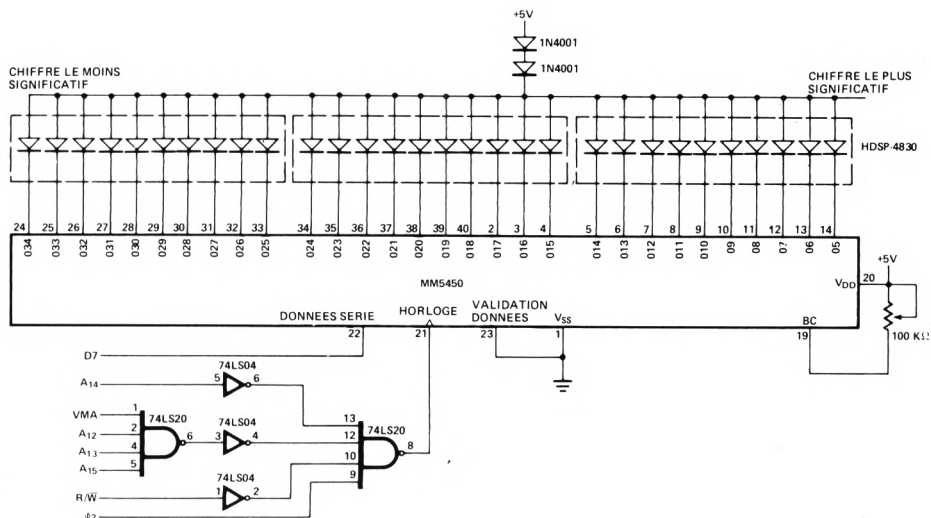 +5V
1N4001
1N4001
CHIFFRE LE MOINS
SIGNIFICATIF
CHIFFRE LE PLUS
SIGNIFICATIF
HDSP-4830
24 25 26 27 28 29 30 31 32 33 34 35 36 37 38 39 40 2 3 4 5 6 7 8 9 10 11 12 13 14
034 033 032 031 030 029 028 027 026 025 024 023 022 021 020 019 018 017 016 015 014 013 012 011 010 09 08 07 06 05
+5V
MM5450
VDD 20
DONNEES SERIE
HORLOGE
VALIDATION
DONNEES
VSS
BC
22 21 23 1 19
100 KΩ
D7
74LS04
A14 5 6
VMA 1
74LS20
74LS04
13
74LS20
A12 2 6 3 4 12
A13 4 8
10
A15 5
74LS04
9
R/W̅ 1 2